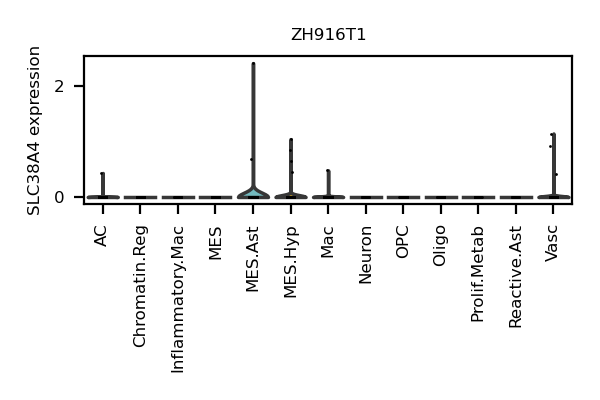 ZH916T1
SLC38A4 expression
2
0
AC
Chromatin.Reg
Inflammatory.Mac
MES
MES.Ast
MES.Hyp
Mac
Neuron
OPC
Oligo
Prolif.Metab
Reactive.Ast
Vasc